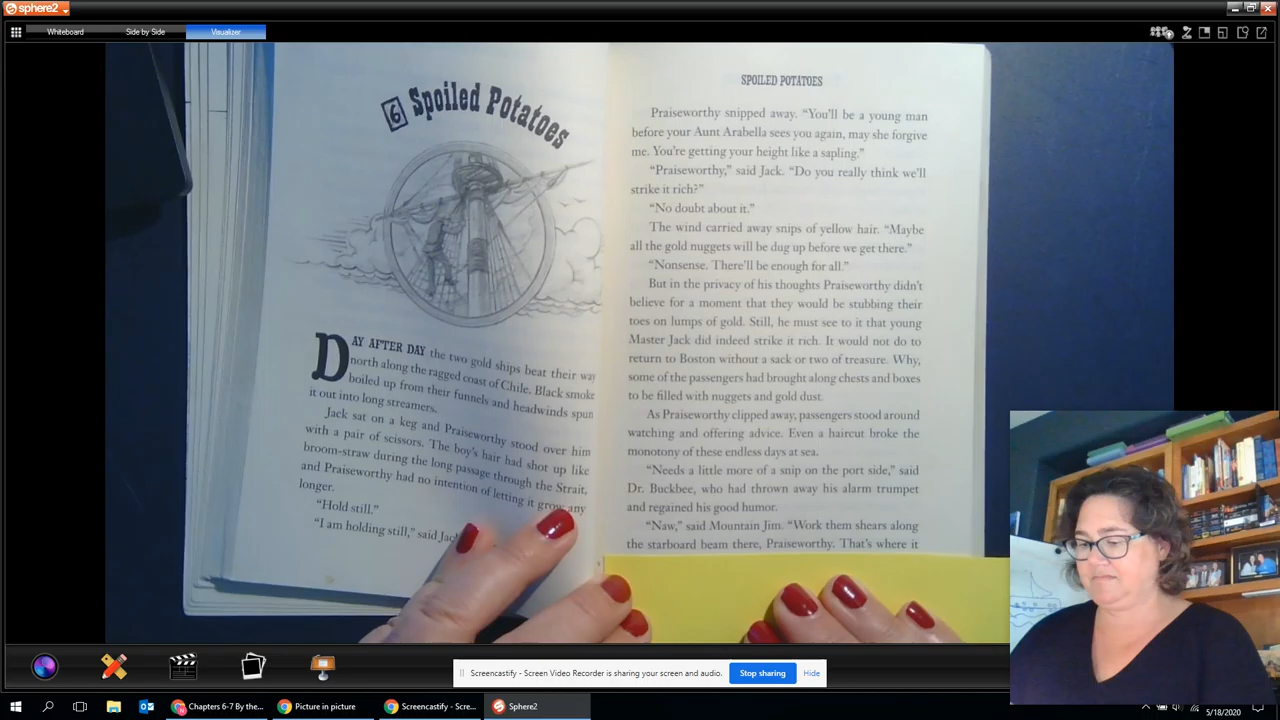 sphere2
Whiteboard
Side by Side
Visualizer
6 Spoiled Potatoes
DAY AFTER DAY the two gold ships beat their way
north along the ragged coast of Chile. Black smoke
boiled up from their funnels and headwinds spun
it out into long streamers.
Jack sat on a keg and Praiseworthy stood over him
with a pair of scissors. The boy's hair had shot up like
broom-straw during the long passage through the Strait,
and Praiseworthy had no intention of letting it grow any
longer.
"Hold still."
"I am holding still," said Jac
SPOILED POTATOES
Praiseworthy snipped away. "You'll be a young man
before your Aunt Arabella sees you again, may she forgive
me. You're getting your height like a sapling."
"Praiseworthy," said Jack. "Do you really think we'll
strike it rich?"
"No doubt about it."
The wind carried away snips of yellow hair. "Maybe
all the gold nuggets will be dug up before we get there."
"Nonsense. There'll be enough for all."
But in the privacy of his thoughts Praiseworthy didn't
believe for a moment that they would be stubbing their
toes on lumps of gold. Still, he must see to it that young
Master Jack did indeed strike it rich. It would not do to
return to Boston without a sack or two of treasure. Why,
some of the passengers had brought along chests and boxes
to be filled with nuggets and gold dust.
As Praiseworthy clipped away, passengers stood around
watching and offering advice. Even a haircut broke the
monotony of these endless days at sea.
"Needs a little more of a snip on the port side," said
Dr. Buckbee, who had thrown away his alarm trumpet
and regained his good humor.
"Naw," said Mountain Jim. "Work them shears along
the starboard beam there, Praiseworthy. That's where it
Screencastify - Screen Video Recorder is sharing your screen and audio.
Stop sharing
Hide
Chapters 6-7 By the...
Picture in picture
Screencastify - Scre...
Sphere2
5/18/2020